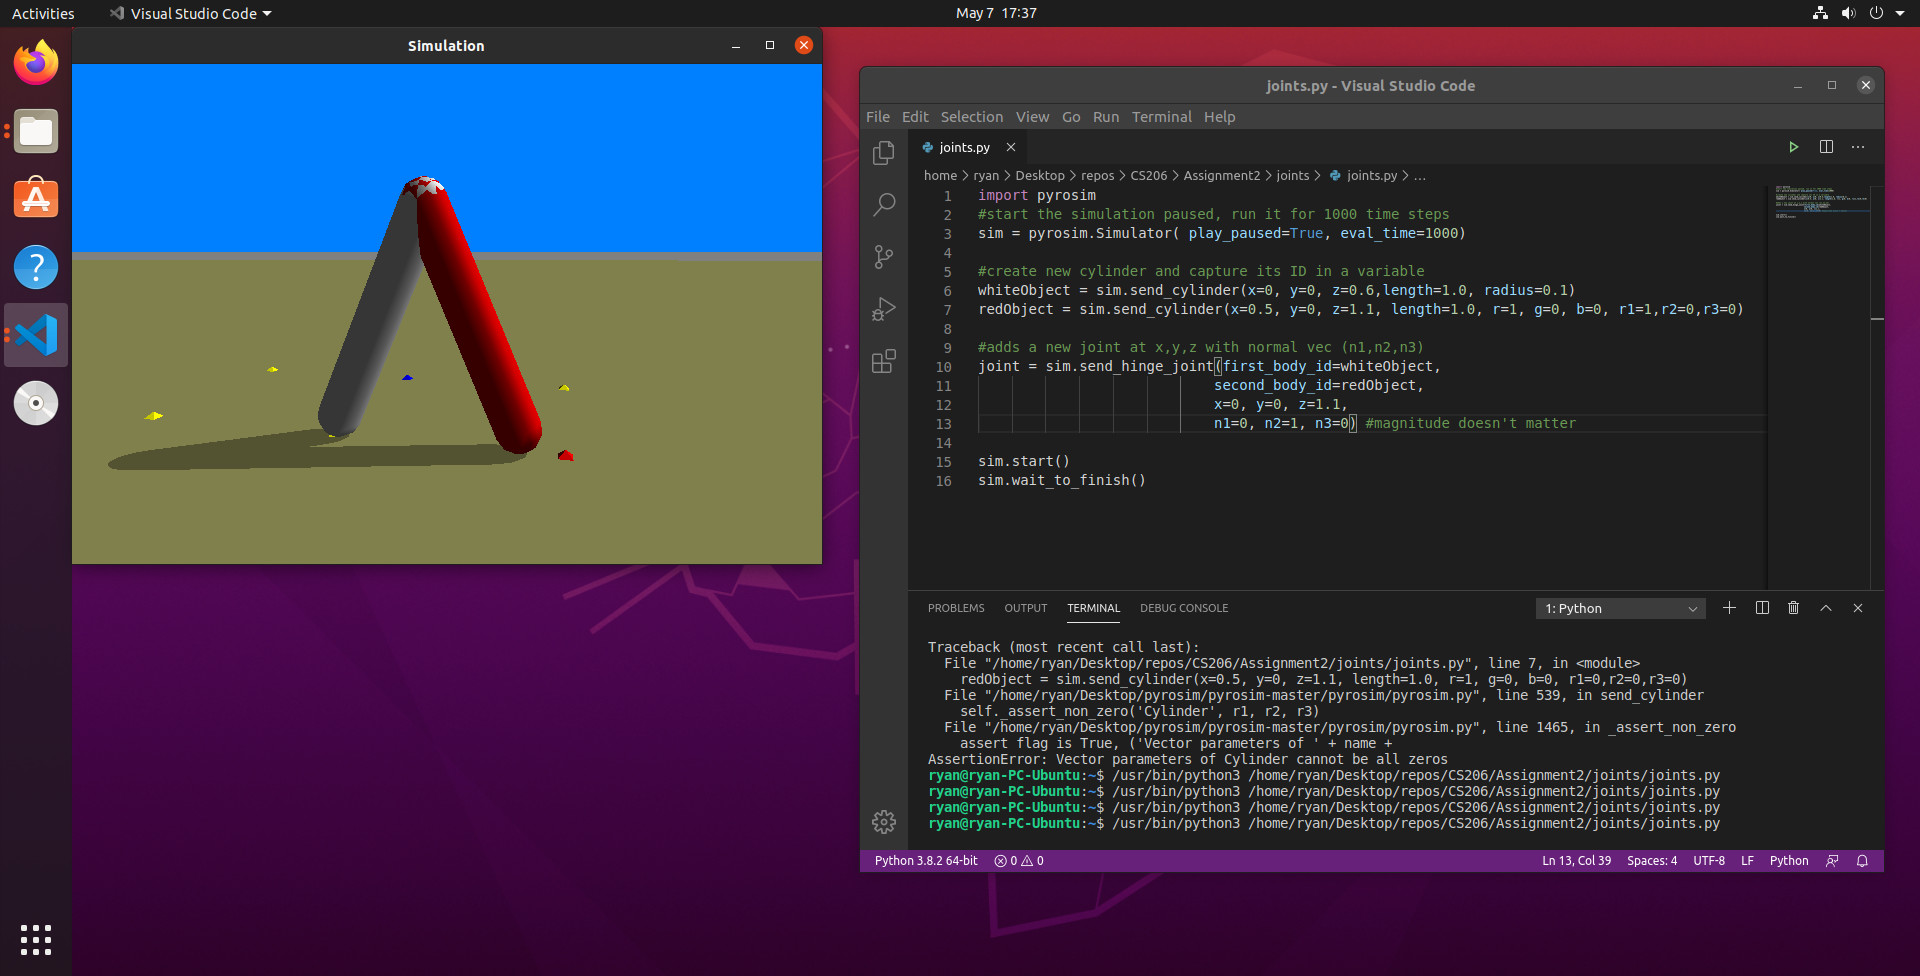 Activities
Visual Studio Code
May 7 17:37
Simulation
joints.py - Visual Studio Code
File Edit Selection View Go Run Terminal Help
joints.py
home > ryan > Desktop > repos > CS206 > Assignment2 > joints > joints.py > ...
1 import pyrosim
2 #start the simulation paused, run it for 1000 time steps
3 sim = pyrosim.Simulator( play_paused=True, eval_time=1000)
4
5 #create new cylinder and capture its ID in a variable
6 whiteObject = sim.send_cylinder(x=0, y=0, z=0.6,length=1.0, radius=0.1)
7 redObject = sim.send_cylinder(x=0.5, y=0, z=1.1, length=1.0, r=1, g=0, b=0, r1=1,r2=0,r3=0)
8
9 #adds a new joint at x,y,z with normal vec (n1,n2,n3)
10 joint = sim.send_hinge_joint(first_body_id=whiteObject,
11 second_body_id=redObject,
12 x=0, y=0, z=1.1,
13 n1=0, n2=1, n3=0) #magnitude doesn't matter
14
15 sim.start()
16 sim.wait_to_finish()
PROBLEMS OUTPUT TERMINAL DEBUG CONSOLE
1: Python
Traceback (most recent call last):
File "/home/ryan/Desktop/repos/CS206/Assignment2/joints/joints.py", line 7, in <module>
redObject = sim.send_cylinder(x=0.5, y=0, z=1.1, length=1.0, r=1, g=0, b=0, r1=0,r2=0,r3=0)
File "/home/ryan/Desktop/pyrosim/pyrosim-master/pyrosim/pyrosim.py", line 539, in send_cylinder
self._assert_non_zero('Cylinder', r1, r2, r3)
File "/home/ryan/Desktop/pyrosim/pyrosim-master/pyrosim/pyrosim.py", line 1465, in _assert_non_zero
assert flag is True, ('Vector parameters of ' + name +
AssertionError: Vector parameters of Cylinder cannot be all zeros
ryan@ryan-PC-Ubuntu:~$ /usr/bin/python3 /home/ryan/Desktop/repos/CS206/Assignment2/joints/joints.py
ryan@ryan-PC-Ubuntu:~$ /usr/bin/python3 /home/ryan/Desktop/repos/CS206/Assignment2/joints/joints.py
ryan@ryan-PC-Ubuntu:~$ /usr/bin/python3 /home/ryan/Desktop/repos/CS206/Assignment2/joints/joints.py
ryan@ryan-PC-Ubuntu:~$ /usr/bin/python3 /home/ryan/Desktop/repos/CS206/Assignment2/joints/joints.py
Python 3.8.2 64-bit 0 0 Ln 13, Col 39 Spaces: 4 UTF-8 LF Python